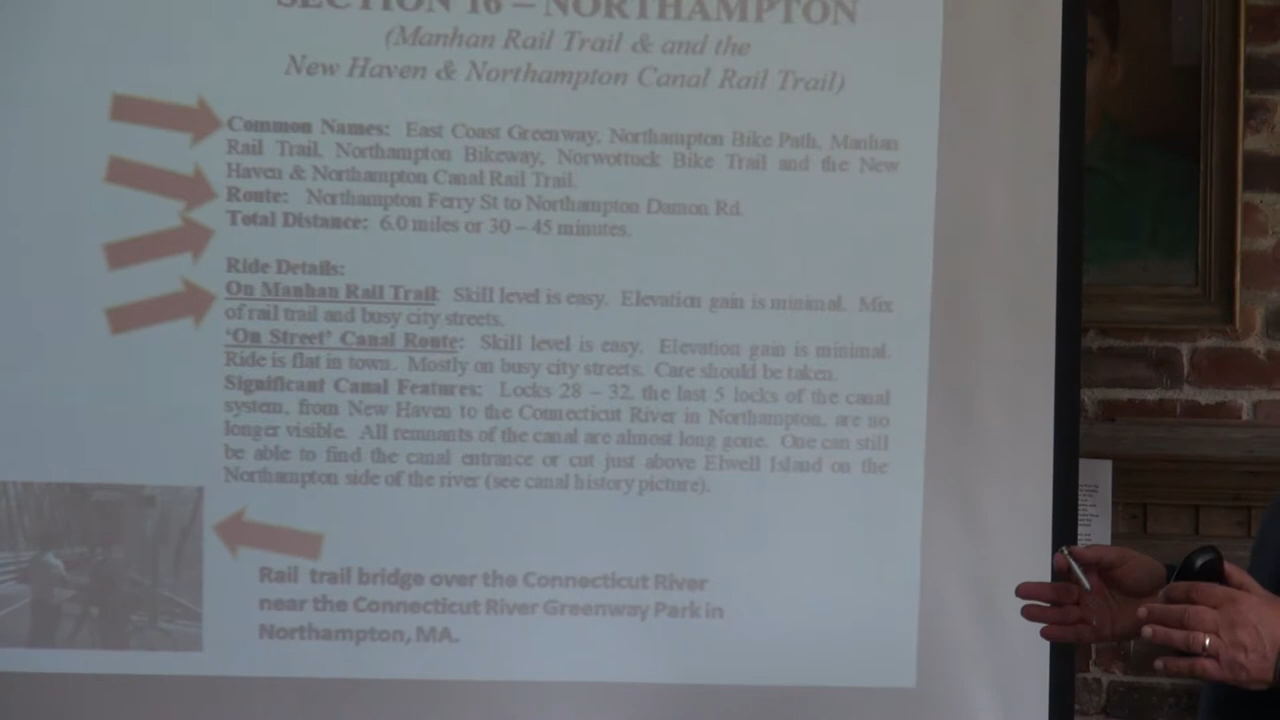 SECTION 16 – NORTHAMPTON
(Manhan Rail Trail & and the
New Haven & Northampton Canal Rail Trail)
Common Names: East Coast Greenway, Northampton Bike Path, Manhan
Rail Trail, Northampton Bikeway, Norwottuck Bike Trail and the New
Haven & Northampton Canal Rail Trail.
Route: Northampton Ferry St to Northampton Damon Rd.
Total Distance: 6.0 miles or 30 – 45 minutes.
Ride Details:
On Manhan Rail Trail: Skill level is easy. Elevation gain is minimal. Mix
of rail trail and busy city streets.
'On Street' Canal Route: Skill level is easy. Elevation gain is minimal.
Ride is flat in town. Mostly on busy city streets. Care should be taken.
Significant Canal Features: Locks 28 – 32, the last 5 locks of the canal
system, from New Haven to the Connecticut River in Northampton, are no
longer visible. All remnants of the canal are almost long gone. One can still
be able to find the canal entrance or cut just above Elwell Island on the
Northampton side of the river (see canal history picture).
Rail trail bridge over the Connecticut River
near the Connecticut River Greenway Park in
Northampton, MA.